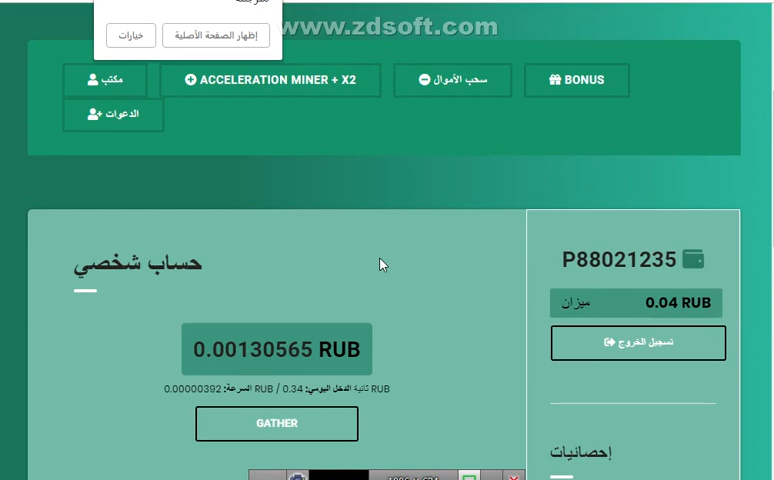 خيارات
إظهار الصفحة الأصلية
www.zdsoft.com
مكتب
ACCELERATION MINER + X2
سحب الأموال
BONUS
الدعوات
حساب شخصي
P88021235
ميزان
0.04 RUB
تسجيل الخروج
0.00130565 RUB
RUB ثانية الدخل اليومي: 0.34 / RUB السرعة: 0.00000392
GATHER
إحصائيات